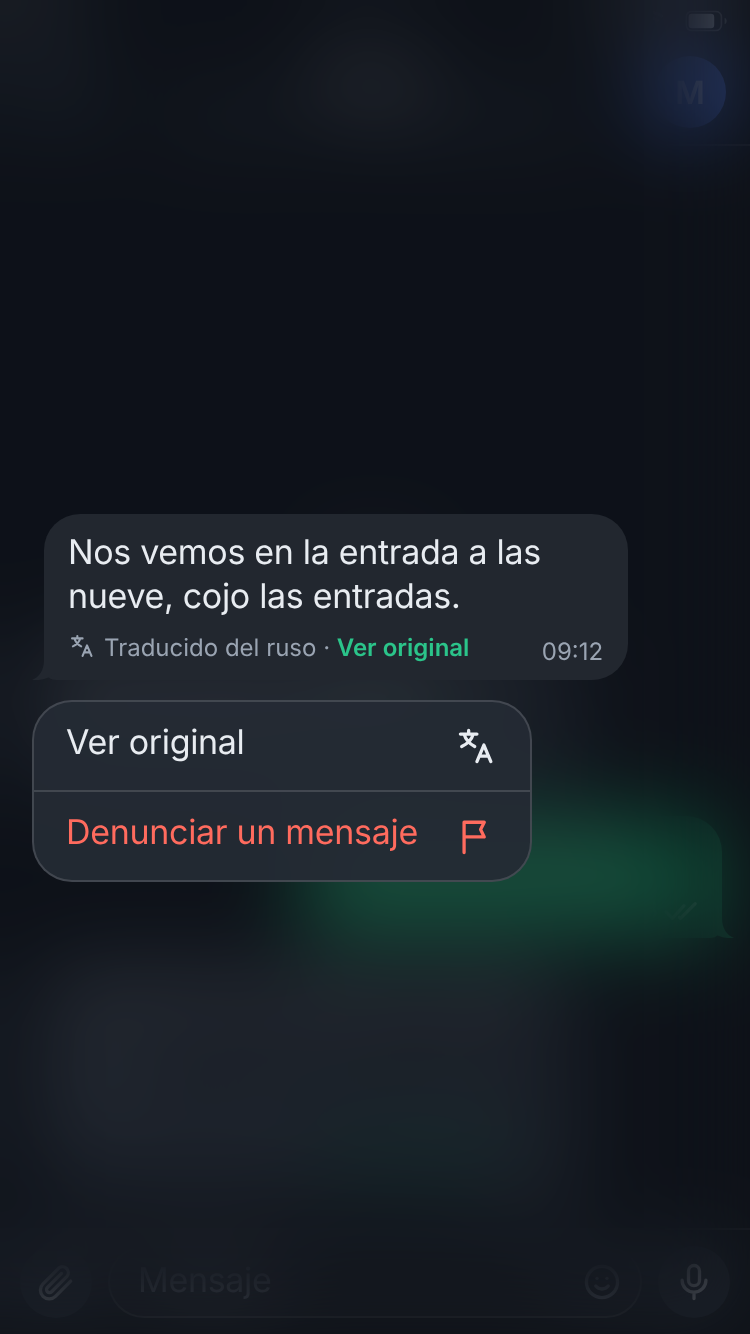 M
Nos vemos en la entrada a las
nueve, cojo las entradas.
Traducido del ruso · Ver original
09:12
Ver original
Denunciar un mensaje
Mensaje